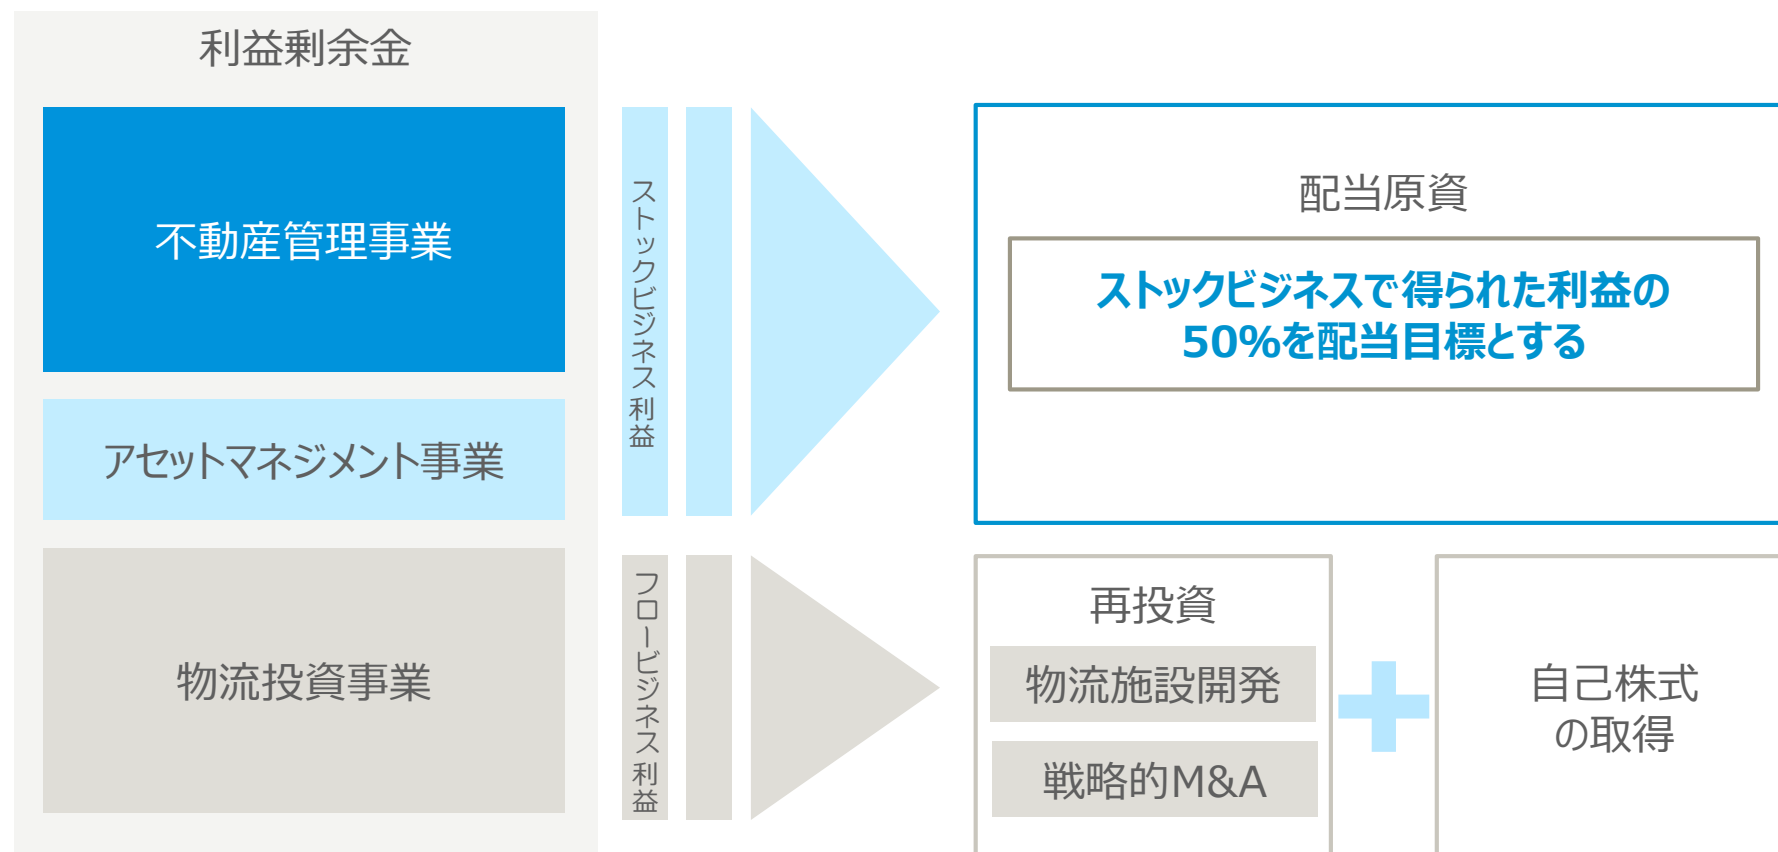 利益剰余金
不動産管理事業
アセットマネジメント事業
物流投資事業
ストックビジネス利益
フロービジネス利益
配当原資
ストックビジネスで得られた利益の
50%を配当目標とする
再投資
物流施設開発
戦略的M&A
自己株式
の取得